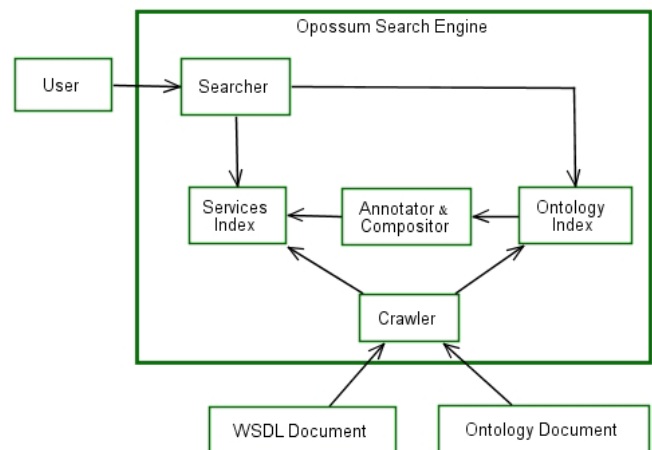 Opossum Search Engine
User
Searcher
Services
Index
Annotator &
Compositor
Ontology
Index
Crawler
WSDL Document
Ontology Document